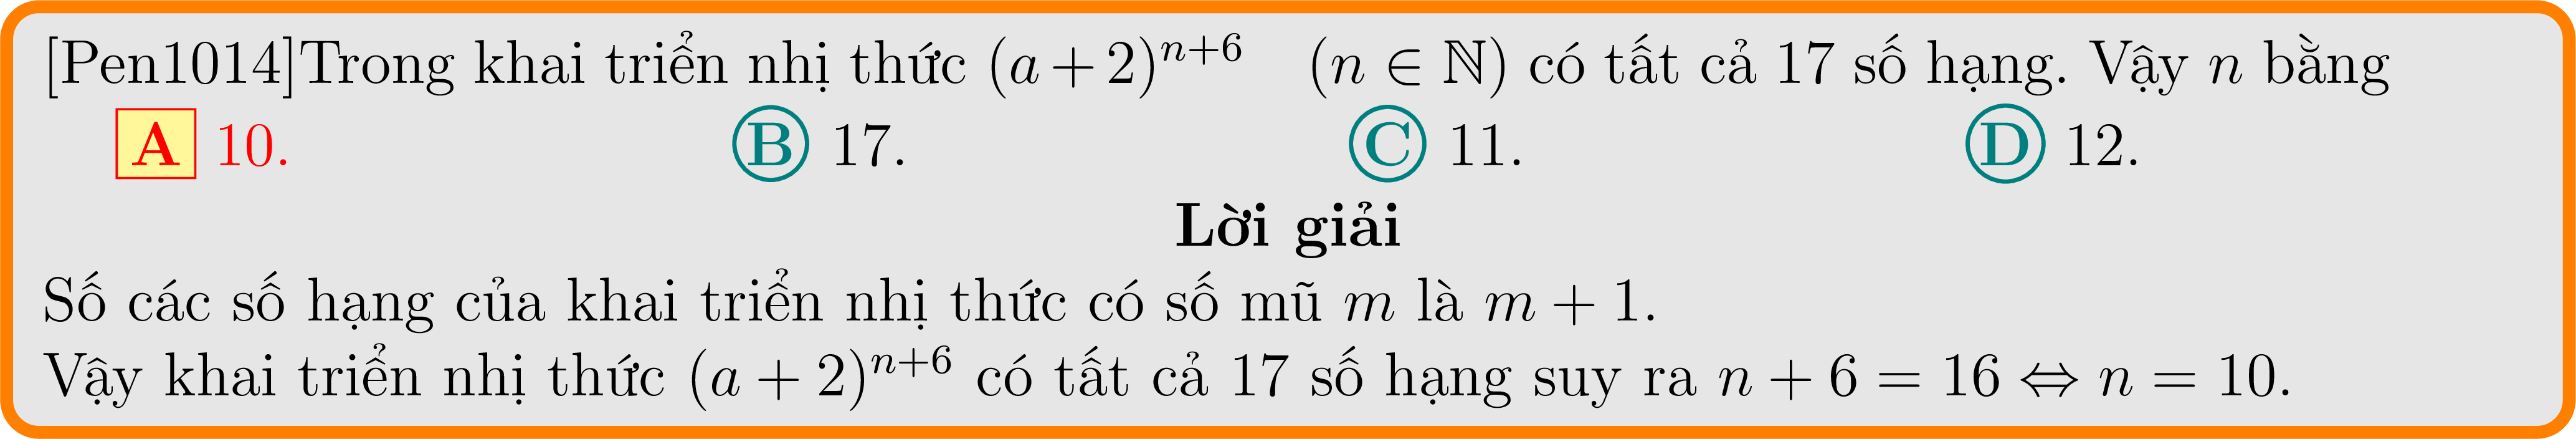 [Pen1014]Trong khai triển nhị thức $(a+2)^{n+6}$ $(n \in \mathbb{N})$ có tất cả 17 số hạng. Vậy $n$ bằng
A 10. B 17. C 11. D 12.
Lời giải
Số các số hạng của khai triển nhị thức có số mũ $m$ là $m+1$.
Vậy khai triển nhị thức $(a+2)^{n+6}$ có tất cả 17 số hạng suy ra $n+6=16 \Leftrightarrow n=10$.